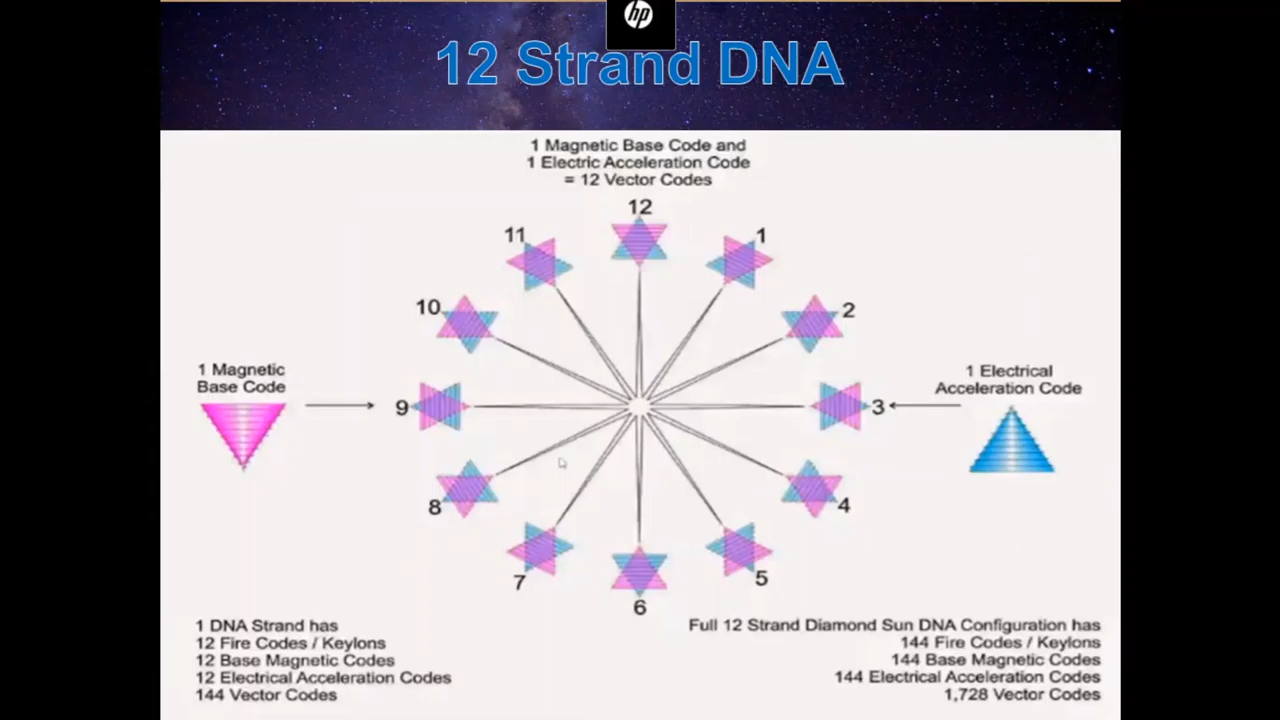 hp
12 Strand DNA
1 Magnetic Base Code and
1 Electric Acceleration Code
= 12 Vector Codes
12
11
1
10
2
1 Magnetic
Base Code
9
3
1 Electrical
Acceleration Code
8
4
7
5
6
1 DNA Strand has
12 Fire Codes / Keylons
12 Base Magnetic Codes
12 Electrical Acceleration Codes
144 Vector Codes
Full 12 Strand Diamond Sun DNA Configuration has
144 Fire Codes / Keylons
144 Base Magnetic Codes
144 Electrical Acceleration Codes
1,728 Vector Codes